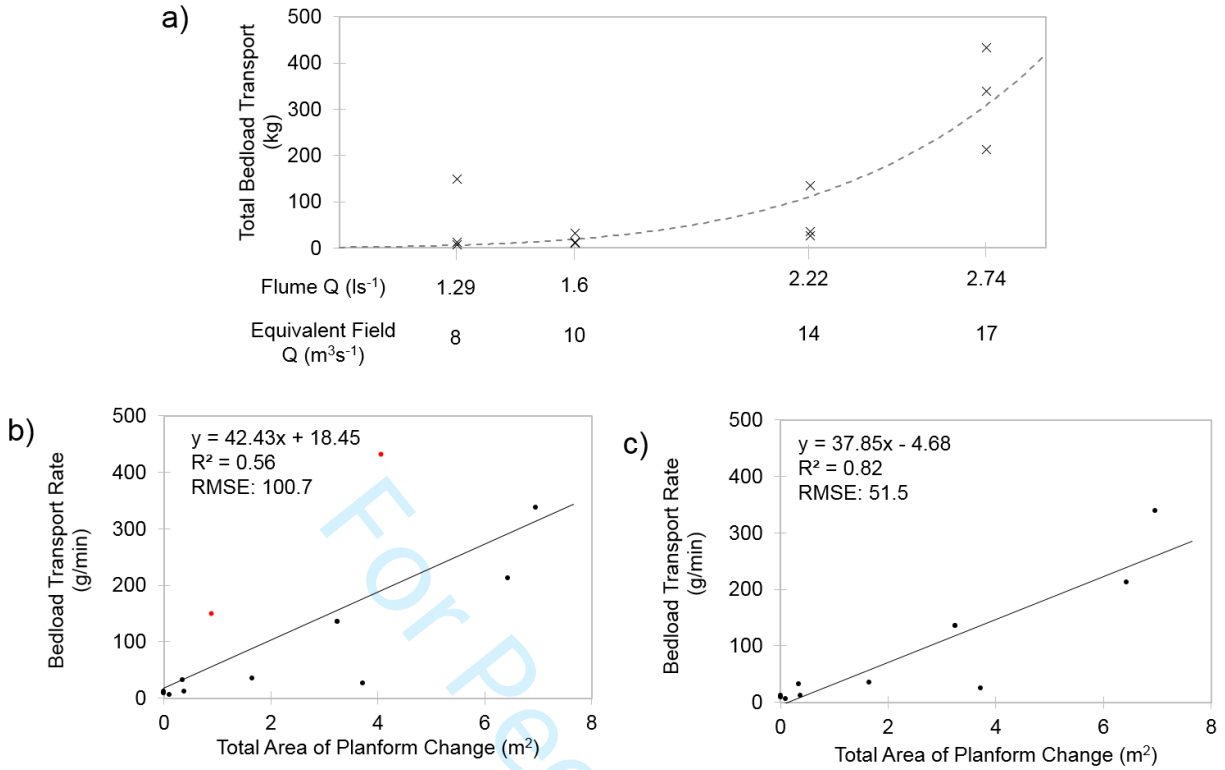 a)
Total Bedload Transport
(kg)
500
400
300
200
100
0
Flume Q (ls⁻¹)
1.29
1.6
2.22
2.74
Equivalent Field
Q (m³s⁻¹)
8
10
14
17
b)
Bedload Transport Rate
(g/min)
500
400
300
200
100
0
y = 42.43x + 18.45
R² = 0.56
RMSE: 100.7
0
2
4
6
8
Total Area of Planform Change (m²)
c)
Bedload Transport Rate
(g/min)
500
400
300
200
100
0
y = 37.85x - 4.68
R² = 0.82
RMSE: 51.5
0
2
4
6
8
Total Area of Planform Change (m²)
For Pee